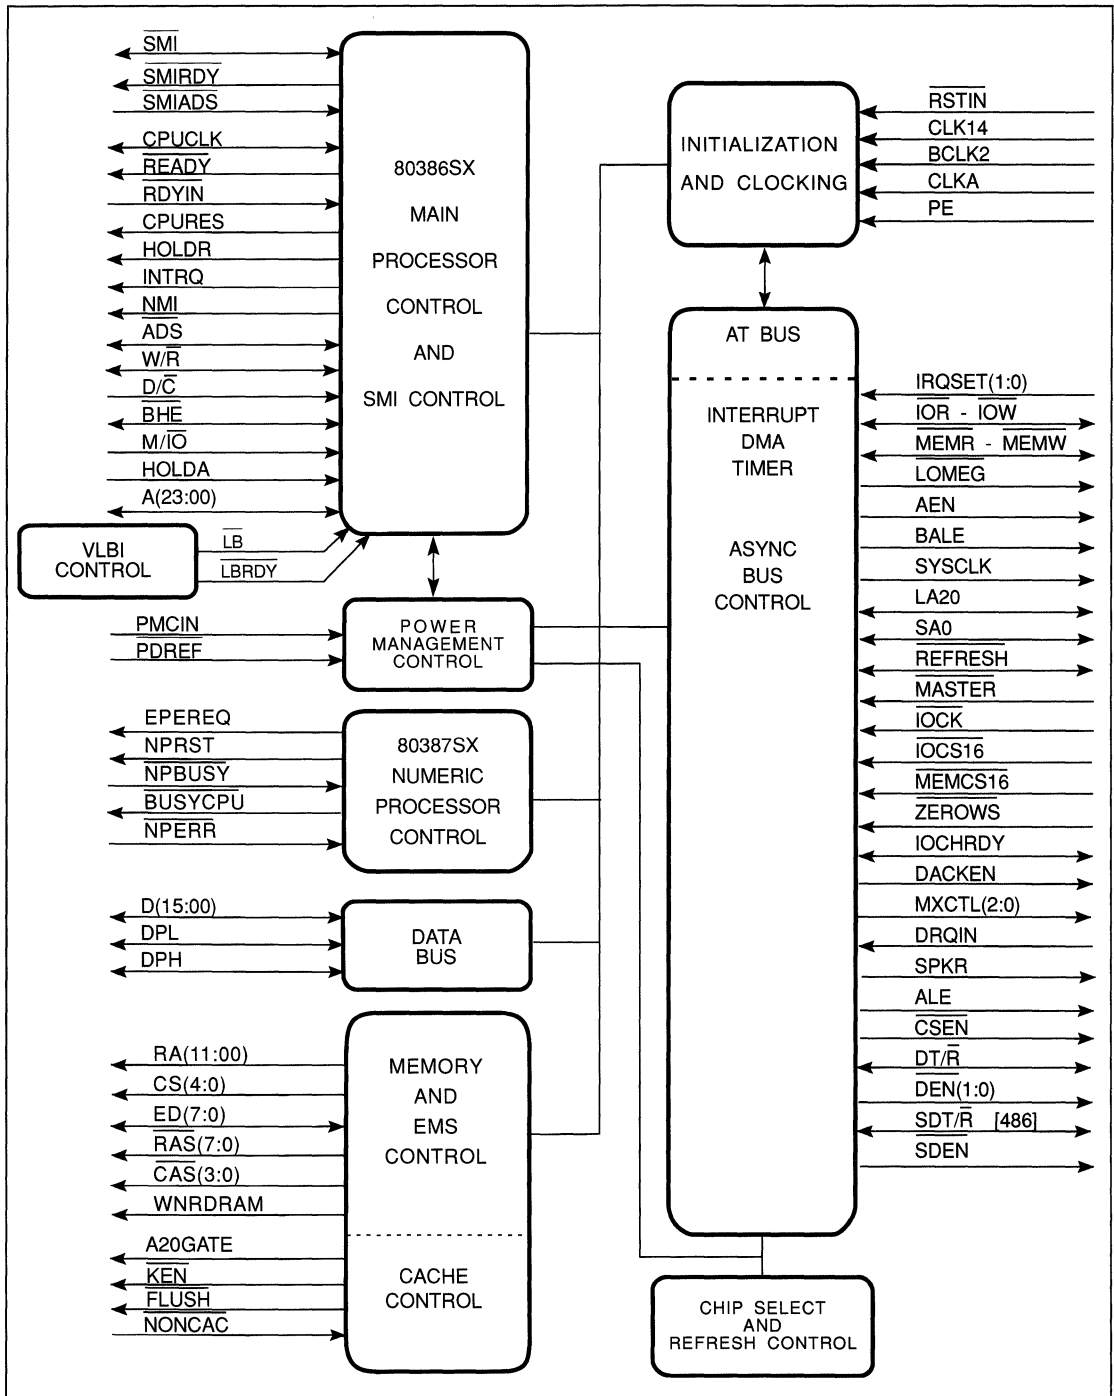 SMI
SMIRDY
SMIADS
CPUCLK
READY
RDYIN
CPURES
HOLDR
INTRQ
NMI
ADS
W/R
D/C
BHE
M/IO
HOLDA
A(23:00)
80386SX
MAIN
PROCESSOR
CONTROL
AND
SMI CONTROL
VLBI
CONTROL
LB
LBRDY
PMCIN
PDREF
POWER
MANAGEMENT
CONTROL
EPEREQ
NPRST
NPBUSY
BUSYCPU
NPERR
80387SX
NUMERIC
PROCESSOR
CONTROL
D(15:00)
DPL
DPH
DATA
BUS
RA(11:00)
CS(4:0)
ED(7:0)
RAS(7:0)
CAS(3:0)
WNRDRAM
A20GATE
KEN
FLUSH
NONCAC
MEMORY
AND
EMS
CONTROL
CACHE
CONTROL
INITIALIZATION
AND CLOCKING
RSTIN
CLK14
BCLK2
CLKA
PE
AT BUS
INTERRUPT
DMA
TIMER
ASYNC
BUS
CONTROL
IRQSET(1:0)
IOR - IOW
MEMR - MEMW
LOMEG
AEN
BALE
SYSCLK
LA20
SA0
REFRESH
MASTER
IOCK
IOCS16
MEMCS16
ZEROWS
IOCHRDY
DACKEN
MXCTL(2:0)
DRQIN
SPKR
ALE
CSEN
DT/R
DEN(1:0)
SDT/R [486]
SDEN
CHIP SELECT
AND
REFRESH CONTROL